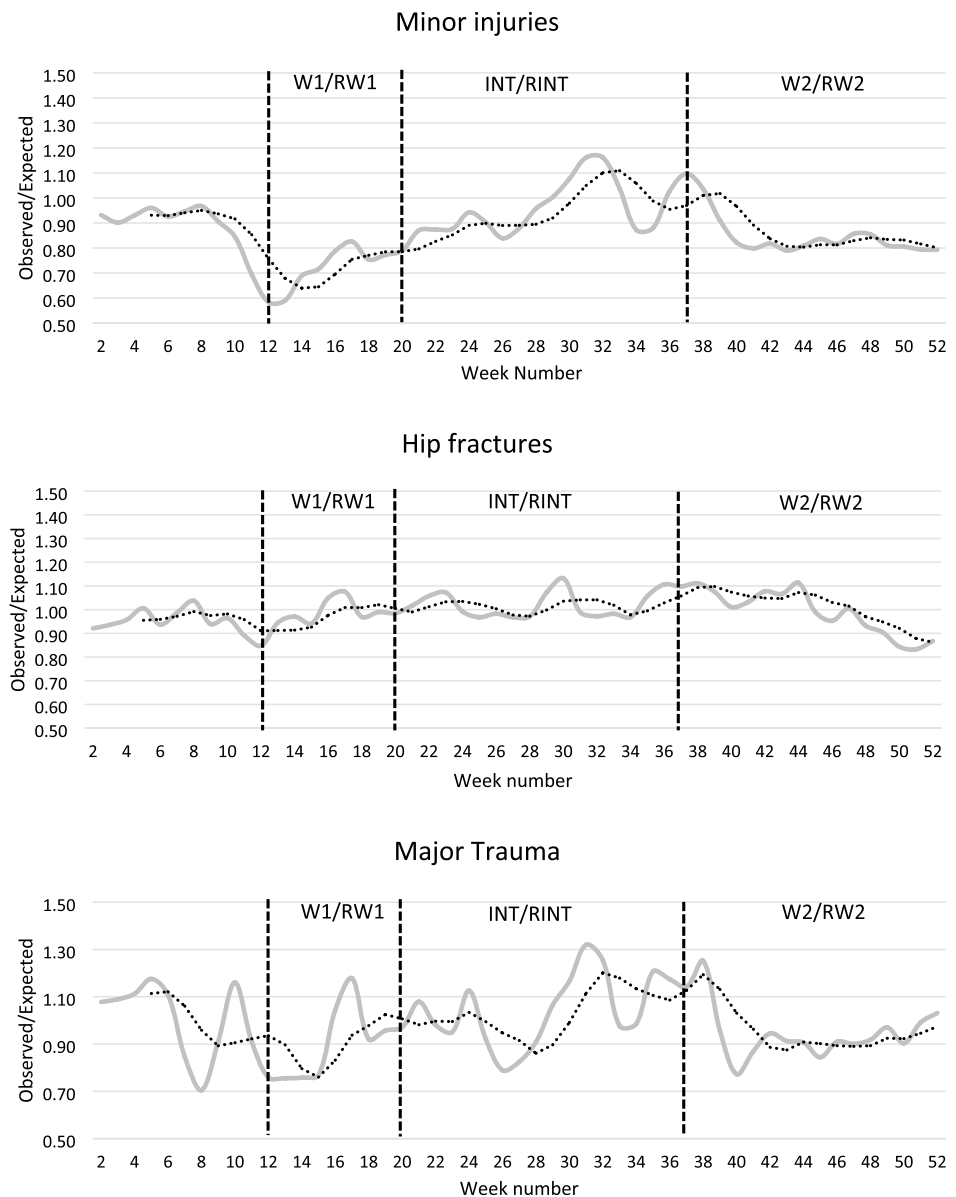 Minor injuries
W1/RW1 INT/RINT W2/RW2
Observed/Expected
1.50
1.40
1.30
1.20
1.10
1.00
0.90
0.80
0.70
0.60
0.50
2 4 6 8 10 12 14 16 18 20 22 24 26 28 30 32 34 36 38 40 42 44 46 48 50 52
Week Number
Hip fractures
W1/RW1 INT/RINT W2/RW2
Observed/Expected
1.50
1.40
1.30
1.20
1.10
1.00
0.90
0.80
0.70
0.60
0.50
2 4 6 8 10 12 14 16 18 20 22 24 26 28 30 32 34 36 38 40 42 44 46 48 50 52
Week number
Major Trauma
W1/RW1 INT/RINT W2/RW2
Observed/Expected
1.50
1.30
1.10
0.90
0.70
0.50
2 4 6 8 10 12 14 16 18 20 22 24 26 28 30 32 34 36 38 40 42 44 46 48 50 52
Week number